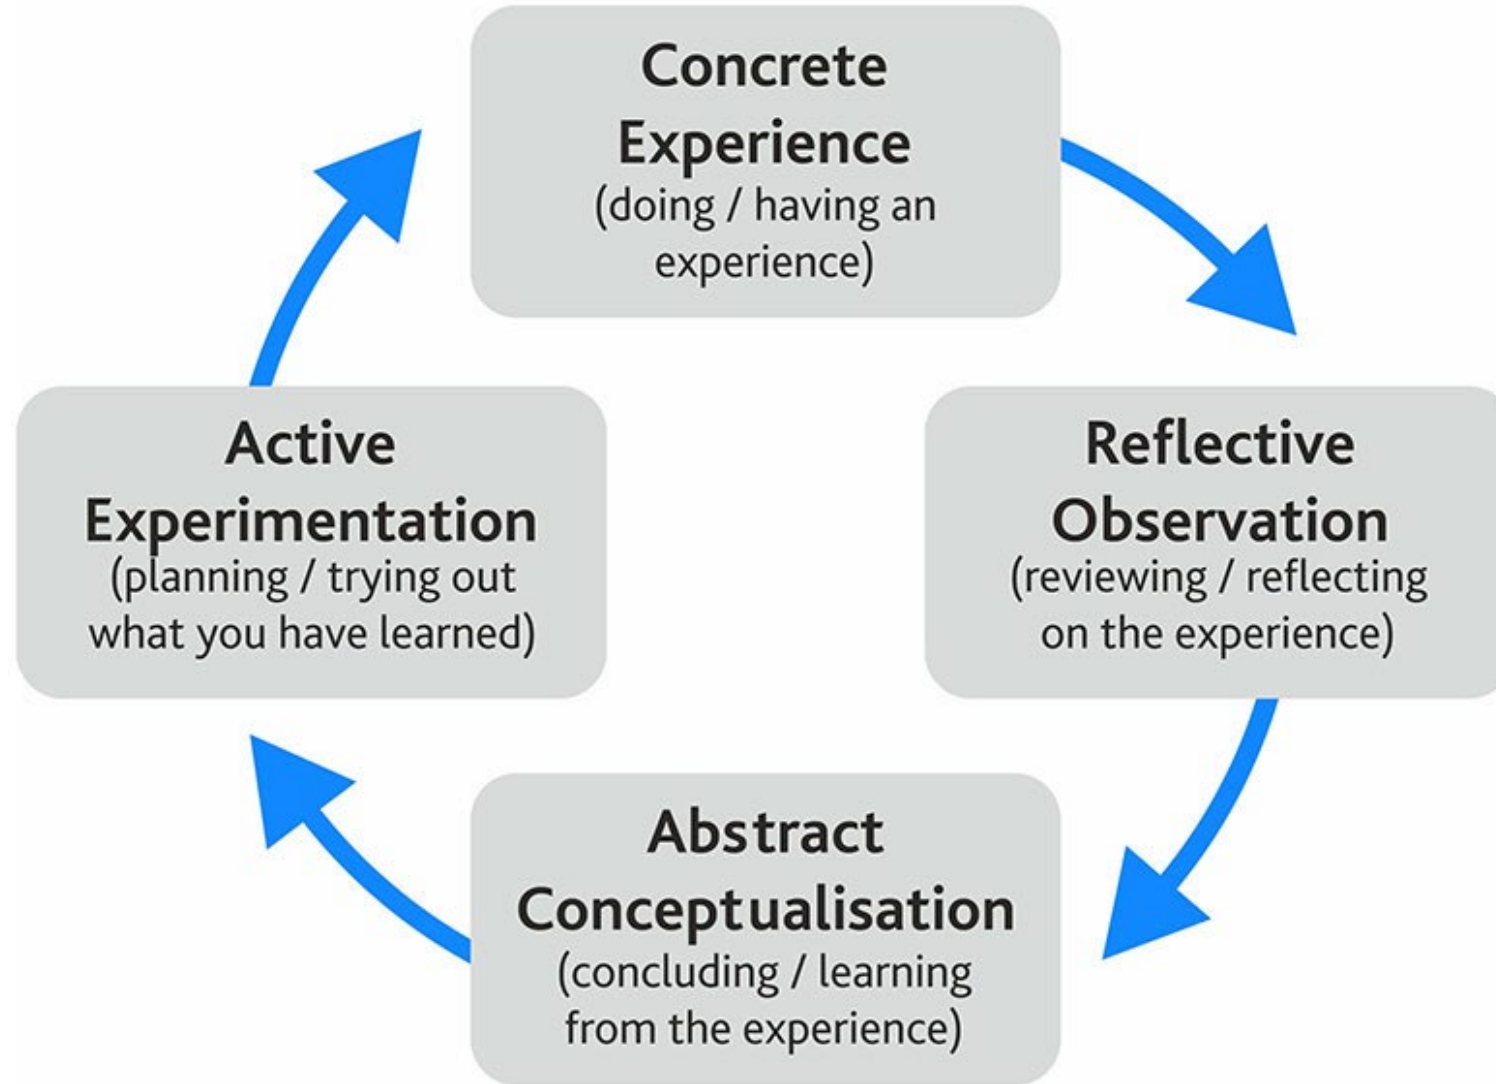 Concrete
Experience
(doing / having an
experience)
Reflective
Observation
(reviewing / reflecting
on the experience)
Abstract
Conceptualisation
(concluding / learning
from the experience)
Active
Experimentation
(planning / trying out
what you have learned)